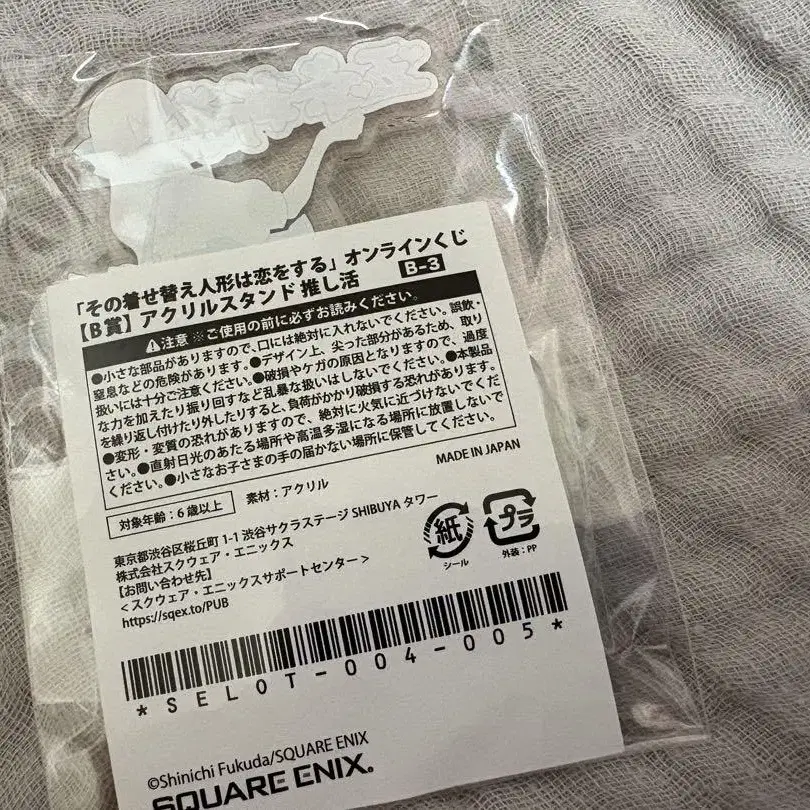 「その着せ替え人形は恋をする」オンラインくじ
【B賞】アクリルスタンド 推し活 B-3
⚠注意 ※ご使用の前に必ずお読みください。
●小さな部品がありますので、口には絶対に入れないでください。誤飲・
窒息などの危険があります。●デザイン上、尖った部分があるため、取り
扱いには十分ご注意ください。●破損やケガの原因となりますので、過度
な力を加えたり振り回すなど乱暴な扱いはしないでください。●本製品
を繰り返し付けたり外したりすると、負荷がかかり破損する恐れがあります。
●変形・変質の恐れがありますので、絶対に火気に近づけないでくだ
さい。●直射日光のあたる場所や高温多湿になる場所に放置しないで
ください。●小さなお子さまの手の届かない場所に保管してください。
MADE IN JAPAN
対象年齢:6歳以上 素材:アクリル
東京都渋谷区桜丘町 1-1 渋谷サクラステージ SHIBUYA タワー
株式会社スクウェア・エニックス
【お問い合わせ先】
<スクウェア・エニックスサポートセンター>
https://sqex.to/PUB
紙
シール
プラ
外装:PP
*SELOT-004-005*
©Shinichi Fukuda/SQUARE ENIX
SQUARE ENIX.